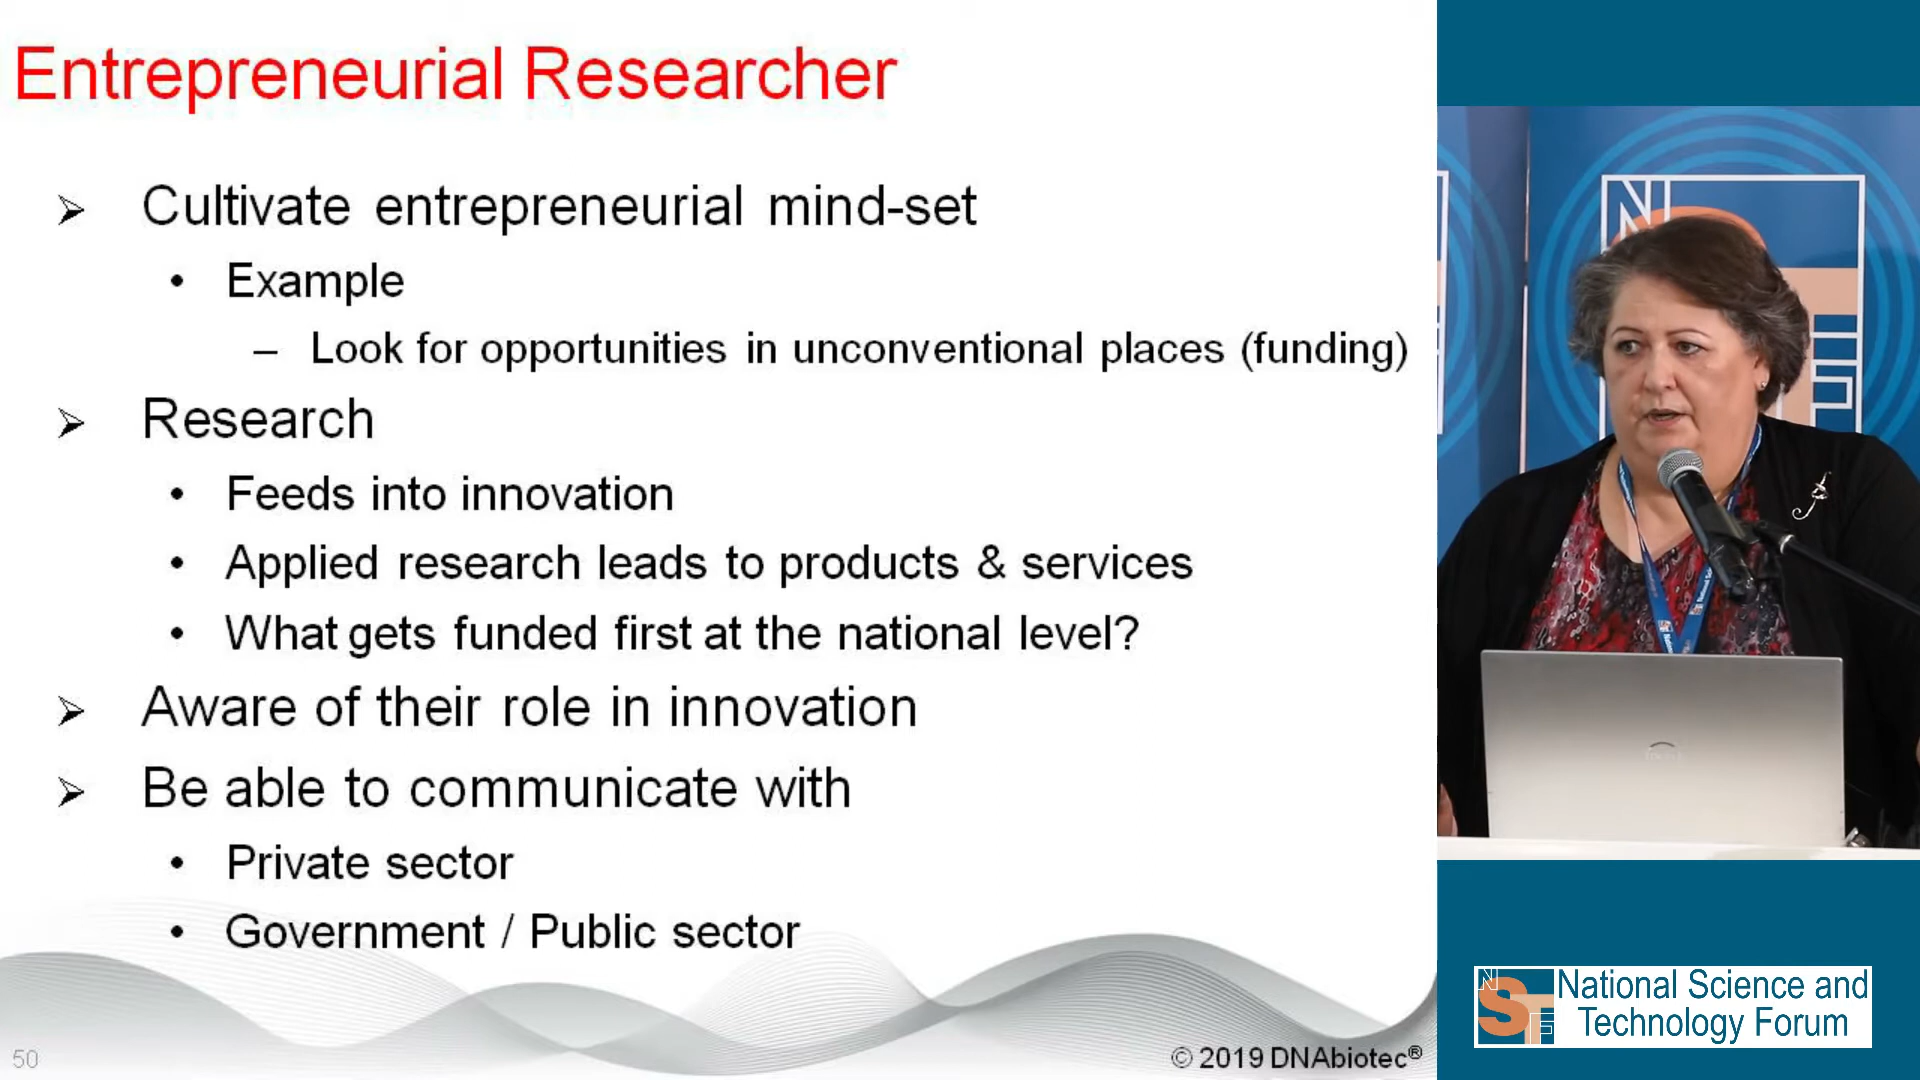 Entrepreneurial Researcher
➢ Cultivate entrepreneurial mind-set
• Example
– Look for opportunities in unconventional places (funding)
➢ Research
• Feeds into innovation
• Applied research leads to products & services
• What gets funded first at the national level?
➢ Aware of their role in innovation
➢ Be able to communicate with
• Private sector
• Government / Public sector
50
© 2019 DNAbiotec®
National Science and
Technology Forum